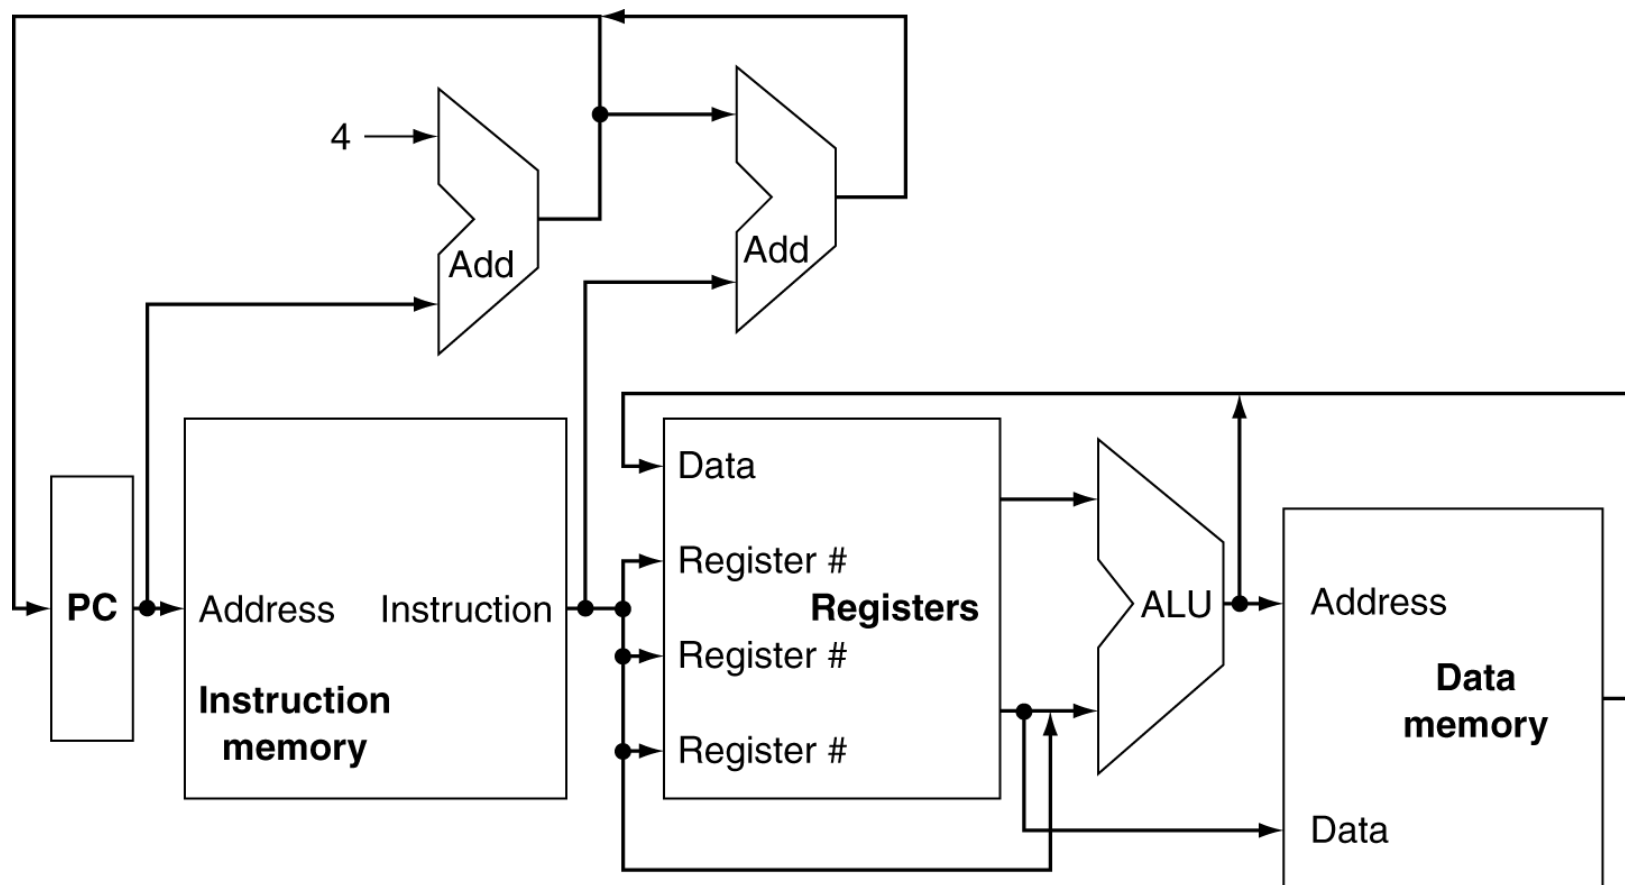 4
Add
Add
Data
Register #
PC
Address
Instruction
Registers
ALU
Address
Register #
Instruction
memory
Data
memory
Register #
Data